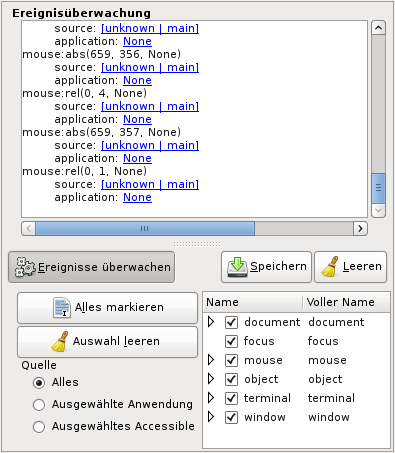 Ereignisüberwachung
source: [unknown | main]
application: None
mouse:abs(659, 356, None)
source: [unknown | main]
application: None
mouse:rel(0, 4, None)
source: [unknown | main]
application: None
mouse:abs(659, 357, None)
source: [unknown | main]
application: None
mouse:rel(0, 1, None)
source: [unknown | main]
application: None
Ereignisse überwachen
Speichern
Leeren
Alles markieren
Auswahl leeren
Quelle
Alles
Ausgewählte Anwendung
Ausgewähltes Accessible
Name Voller Name
document document
focus focus
mouse mouse
object object
terminal terminal
window window